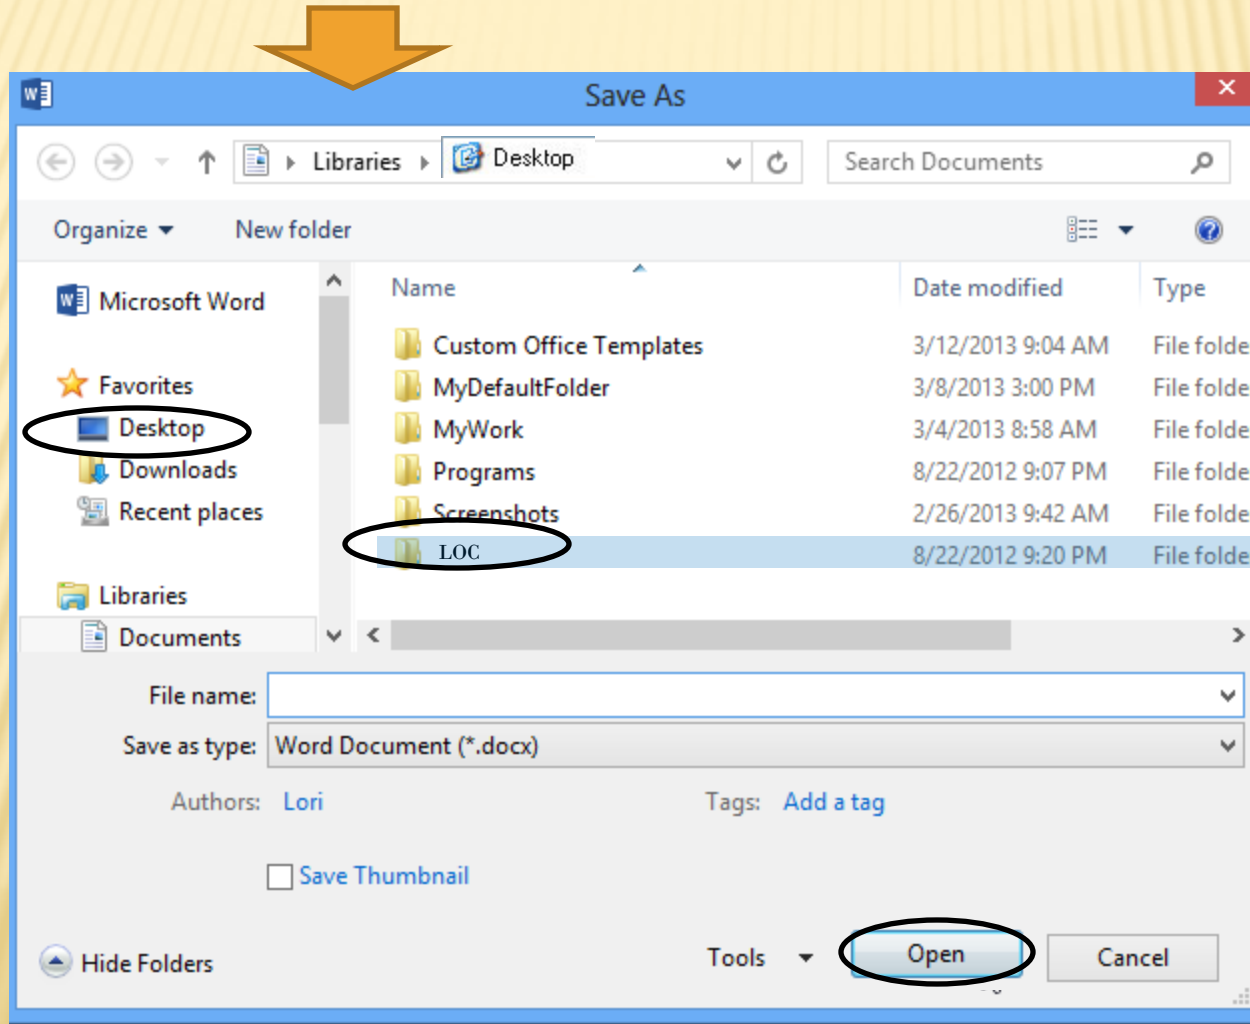 Save As
Libraries Desktop Search Documents
Organize New folder
Name Date modified Type
Microsoft Word
Custom Office Templates 3/12/2013 9:04 AM File folde
Favorites MyDefaultFolder 3/8/2013 3:00 PM File folde
Desktop MyWork 3/4/2013 8:58 AM File folde
Downloads Programs 8/22/2012 9:07 PM File folde
Recent places Screenshots 2/26/2013 9:42 AM File folde
LOC 8/22/2012 9:20 PM File folde
Libraries
Documents
File name:
Save as type: Word Document (*.docx)
Authors: Lori Tags: Add a tag
Save Thumbnail
Hide Folders Tools Open Cancel